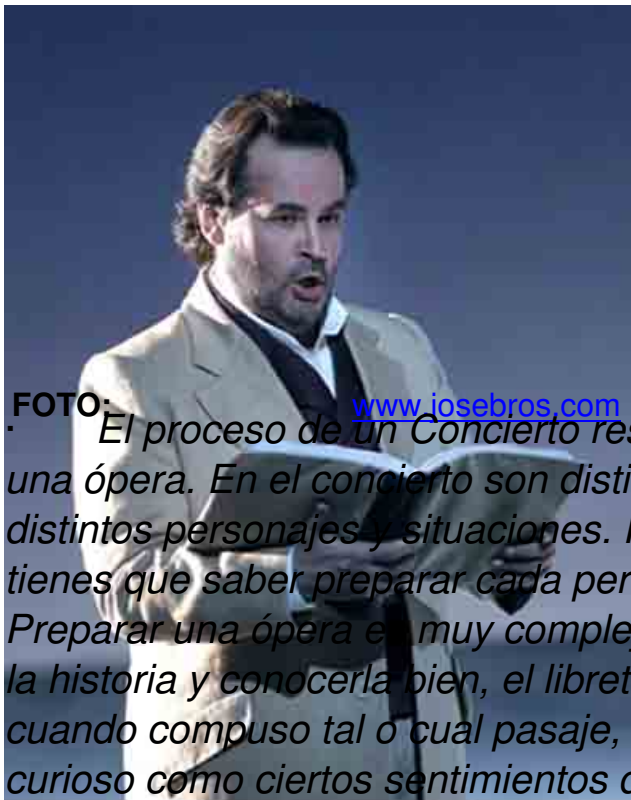 FOTO: www.josebros.com
· El proceso de un Concierto res
una ópera. En el concierto son disti
distintos personajes y situaciones.
tienes que saber preparar cada per
Preparar una ópera es muy comple
la historia y conocerla bien, el libret
cuando compuso tal o cual pasaje,
curioso como ciertos sentimientos